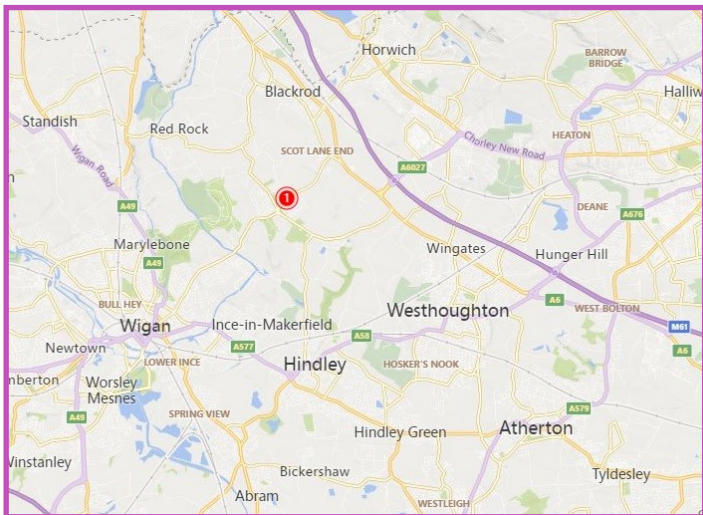 Horwich
BARROW
BRIDGE
Blackrod
Halliw
Standish
Red Rock
HEATON
Chorley New Road
SCOT LANE END
Wigan Road
A6027
n
1
A49
DEANE
A676
Marylebone
Wingates
Hunger Hill
A49
BULL HEY
A6
WEST BOLTON
Westhoughton
Wigan
Ince-in-Makerfield
M61
A58
Newtown
A577
A6
LOWER INCE
Hindley
HOSKER'S NOOK
mberton
Worsley
Mesnes
A49
SPRING VIEW
A579
Hindley Green
Atherton
Winstanley
Bickershaw
Tyldesley
Abram
WESTLEIGH